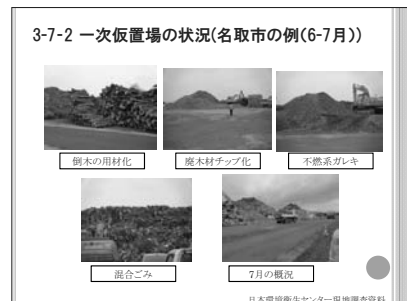 3-7-2 一次仮置場の状況(名取市の例(6-7月))
倒木の用材化
廃木材チップ化
不燃系ガレキ
混合ごみ
7月の概況
日本環境衛生センター現地調査資料